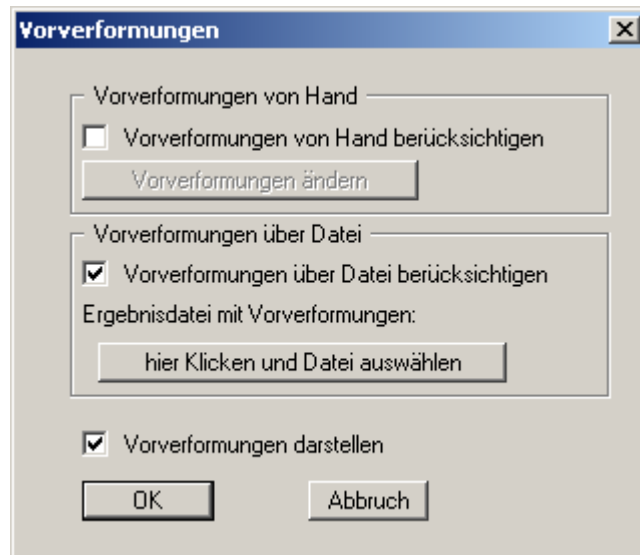 Vorverformungen
Vorverformungen von Hand
Vorverformungen von Hand berücksichtigen
Vorverformungen ändern
Vorverformungen über Datei
Vorverformungen über Datei berücksichtigen
Ergebnisdatei mit Vorverformungen:
hier Klicken und Datei auswählen
Vorverformungen darstellen
OK Abbruch